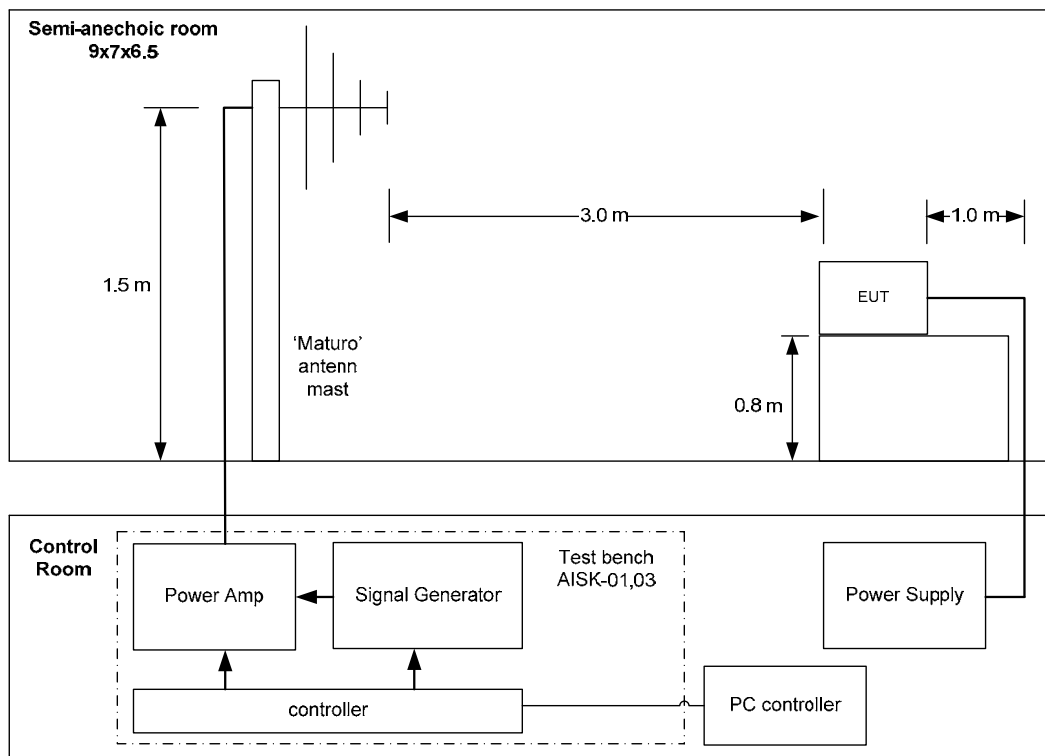 Semi-anechoic room
9x7x6.5
3.0 m
1.0 m
1.5 m
EUT
'Maturo'
antenn
mast
0.8 m
Control
Room
Test bench
AISK-01,03
Power Amp
Signal Generator
Power Supply
controller
PC controller